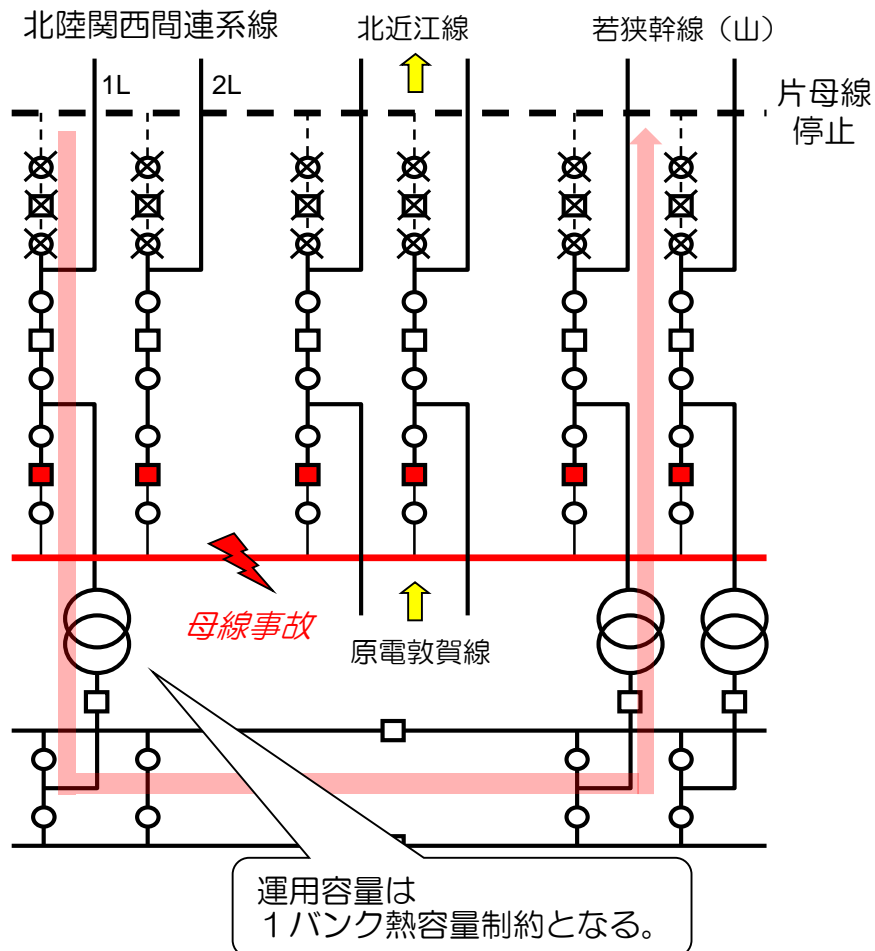 北陸関西間連系線
北近江線
若狭幹線（山）
1L
2L
片母線
停止
母線事故
原電敦賀線
運用容量は
１バンク熱容量制約となる。